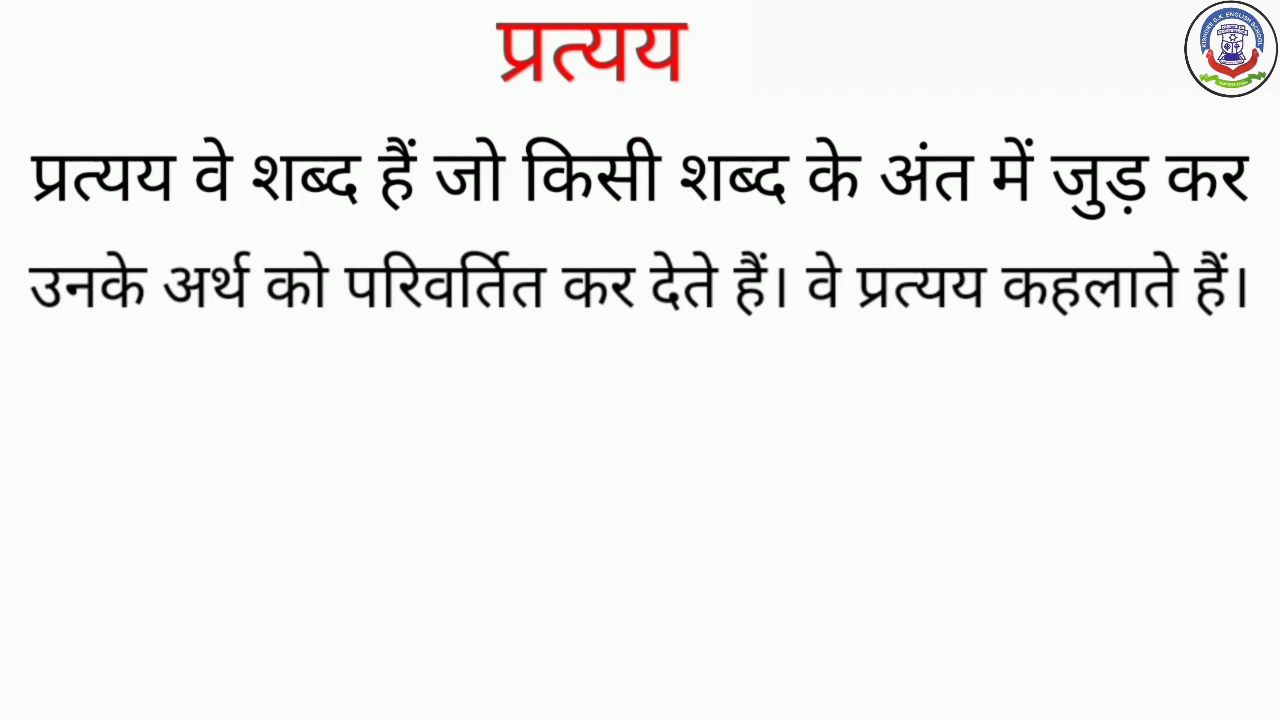 प्रत्यय
प्रत्यय वे शब्द हैं जो किसी शब्द के अंत में जुड़ कर
उनके अर्थ को परिवर्तित कर देते हैं। वे प्रत्यय कहलाते हैं।